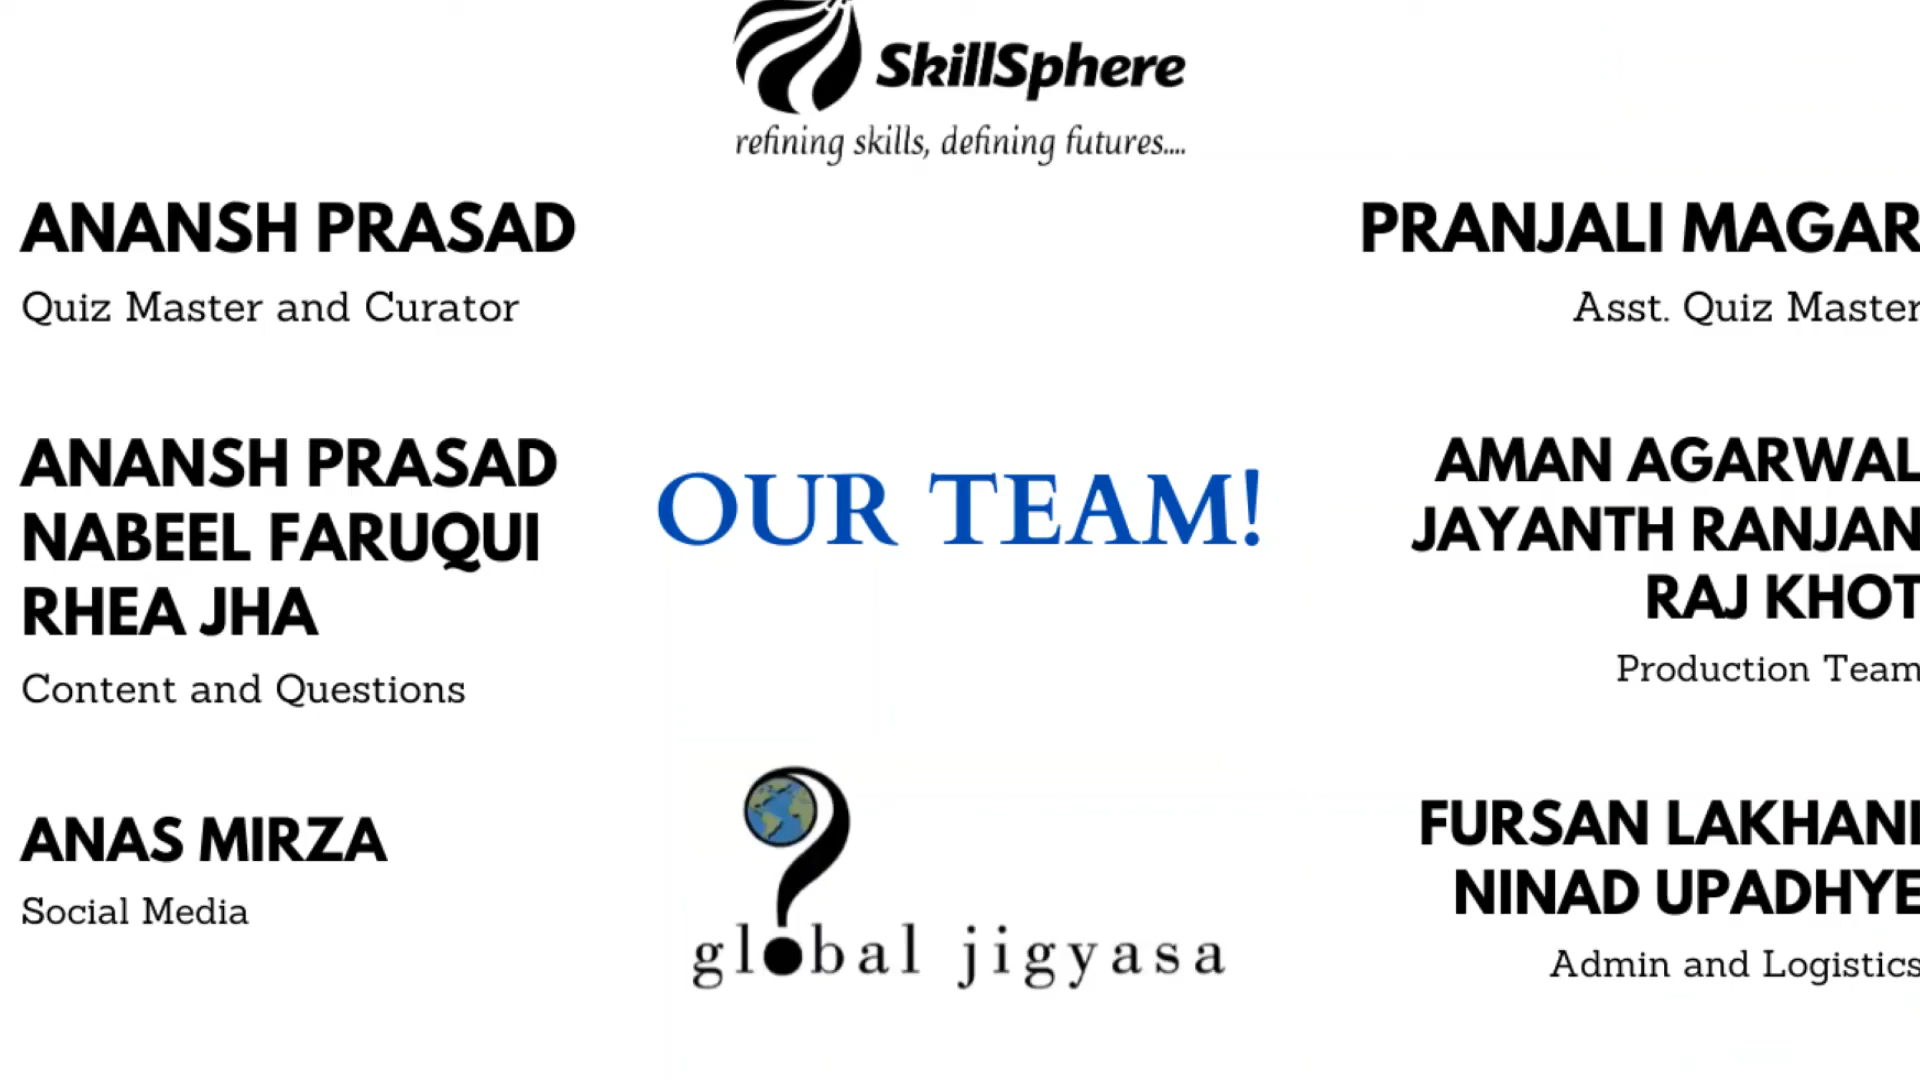 SkillSphere
refining skills, defining futures....
ANANSH PRASAD
Quiz Master and Curator
PRANJALI MAGAR
Asst. Quiz Master
ANANSH PRASAD
NABEEL FARUQUI
RHEA JHA
Content and Questions
OUR TEAM!
AMAN AGARWAL
JAYANTH RANJAN
RAJ KHOT
Production Team
ANAS MIRZA
Social Media
global jigyasa
FURSAN LAKHANI
NINAD UPADHYE
Admin and Logistics